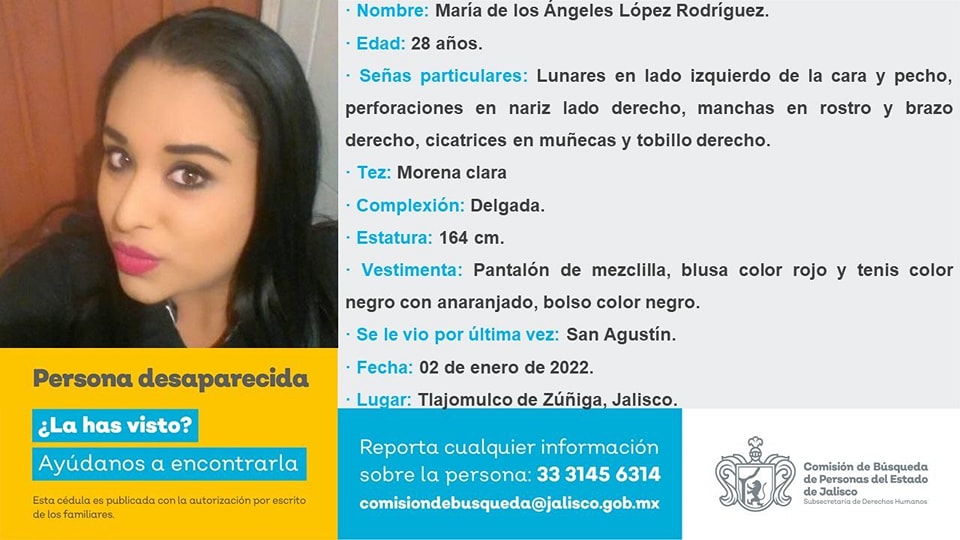 · Nombre: María de los Ángeles López Rodríguez.
· Edad: 28 años.
· Señas particulares: Lunares en lado izquierdo de la cara y pecho,
perforaciones en nariz lado derecho, manchas en rostro y brazo
derecho, cicatrices en muñecas y tobillo derecho.
· Tez: Morena clara
· Complexión: Delgada.
· Estatura: 164 cm.
· Vestimenta: Pantalón de mezclilla, blusa color rojo y tenis color
negro con anaranjado, bolso color negro.
· Se le vio por última vez: San Agustín.
· Fecha: 02 de enero de 2022.
· Lugar: Tlajomulco de Zúñiga, Jalisco.
Persona desaparecida
¿La has visto?
Ayúdanos a encontrarla
Esta cédula es publicada con la autorización por escrito
de los familiares.
Reporta cualquier información
sobre la persona: 33 3145 6314
comisiondebusqueda@jalisco.gob.mx
Comisión de Búsqueda
de Personas del Estado
de Jalisco
Subsecretaría de Derechos Humanos